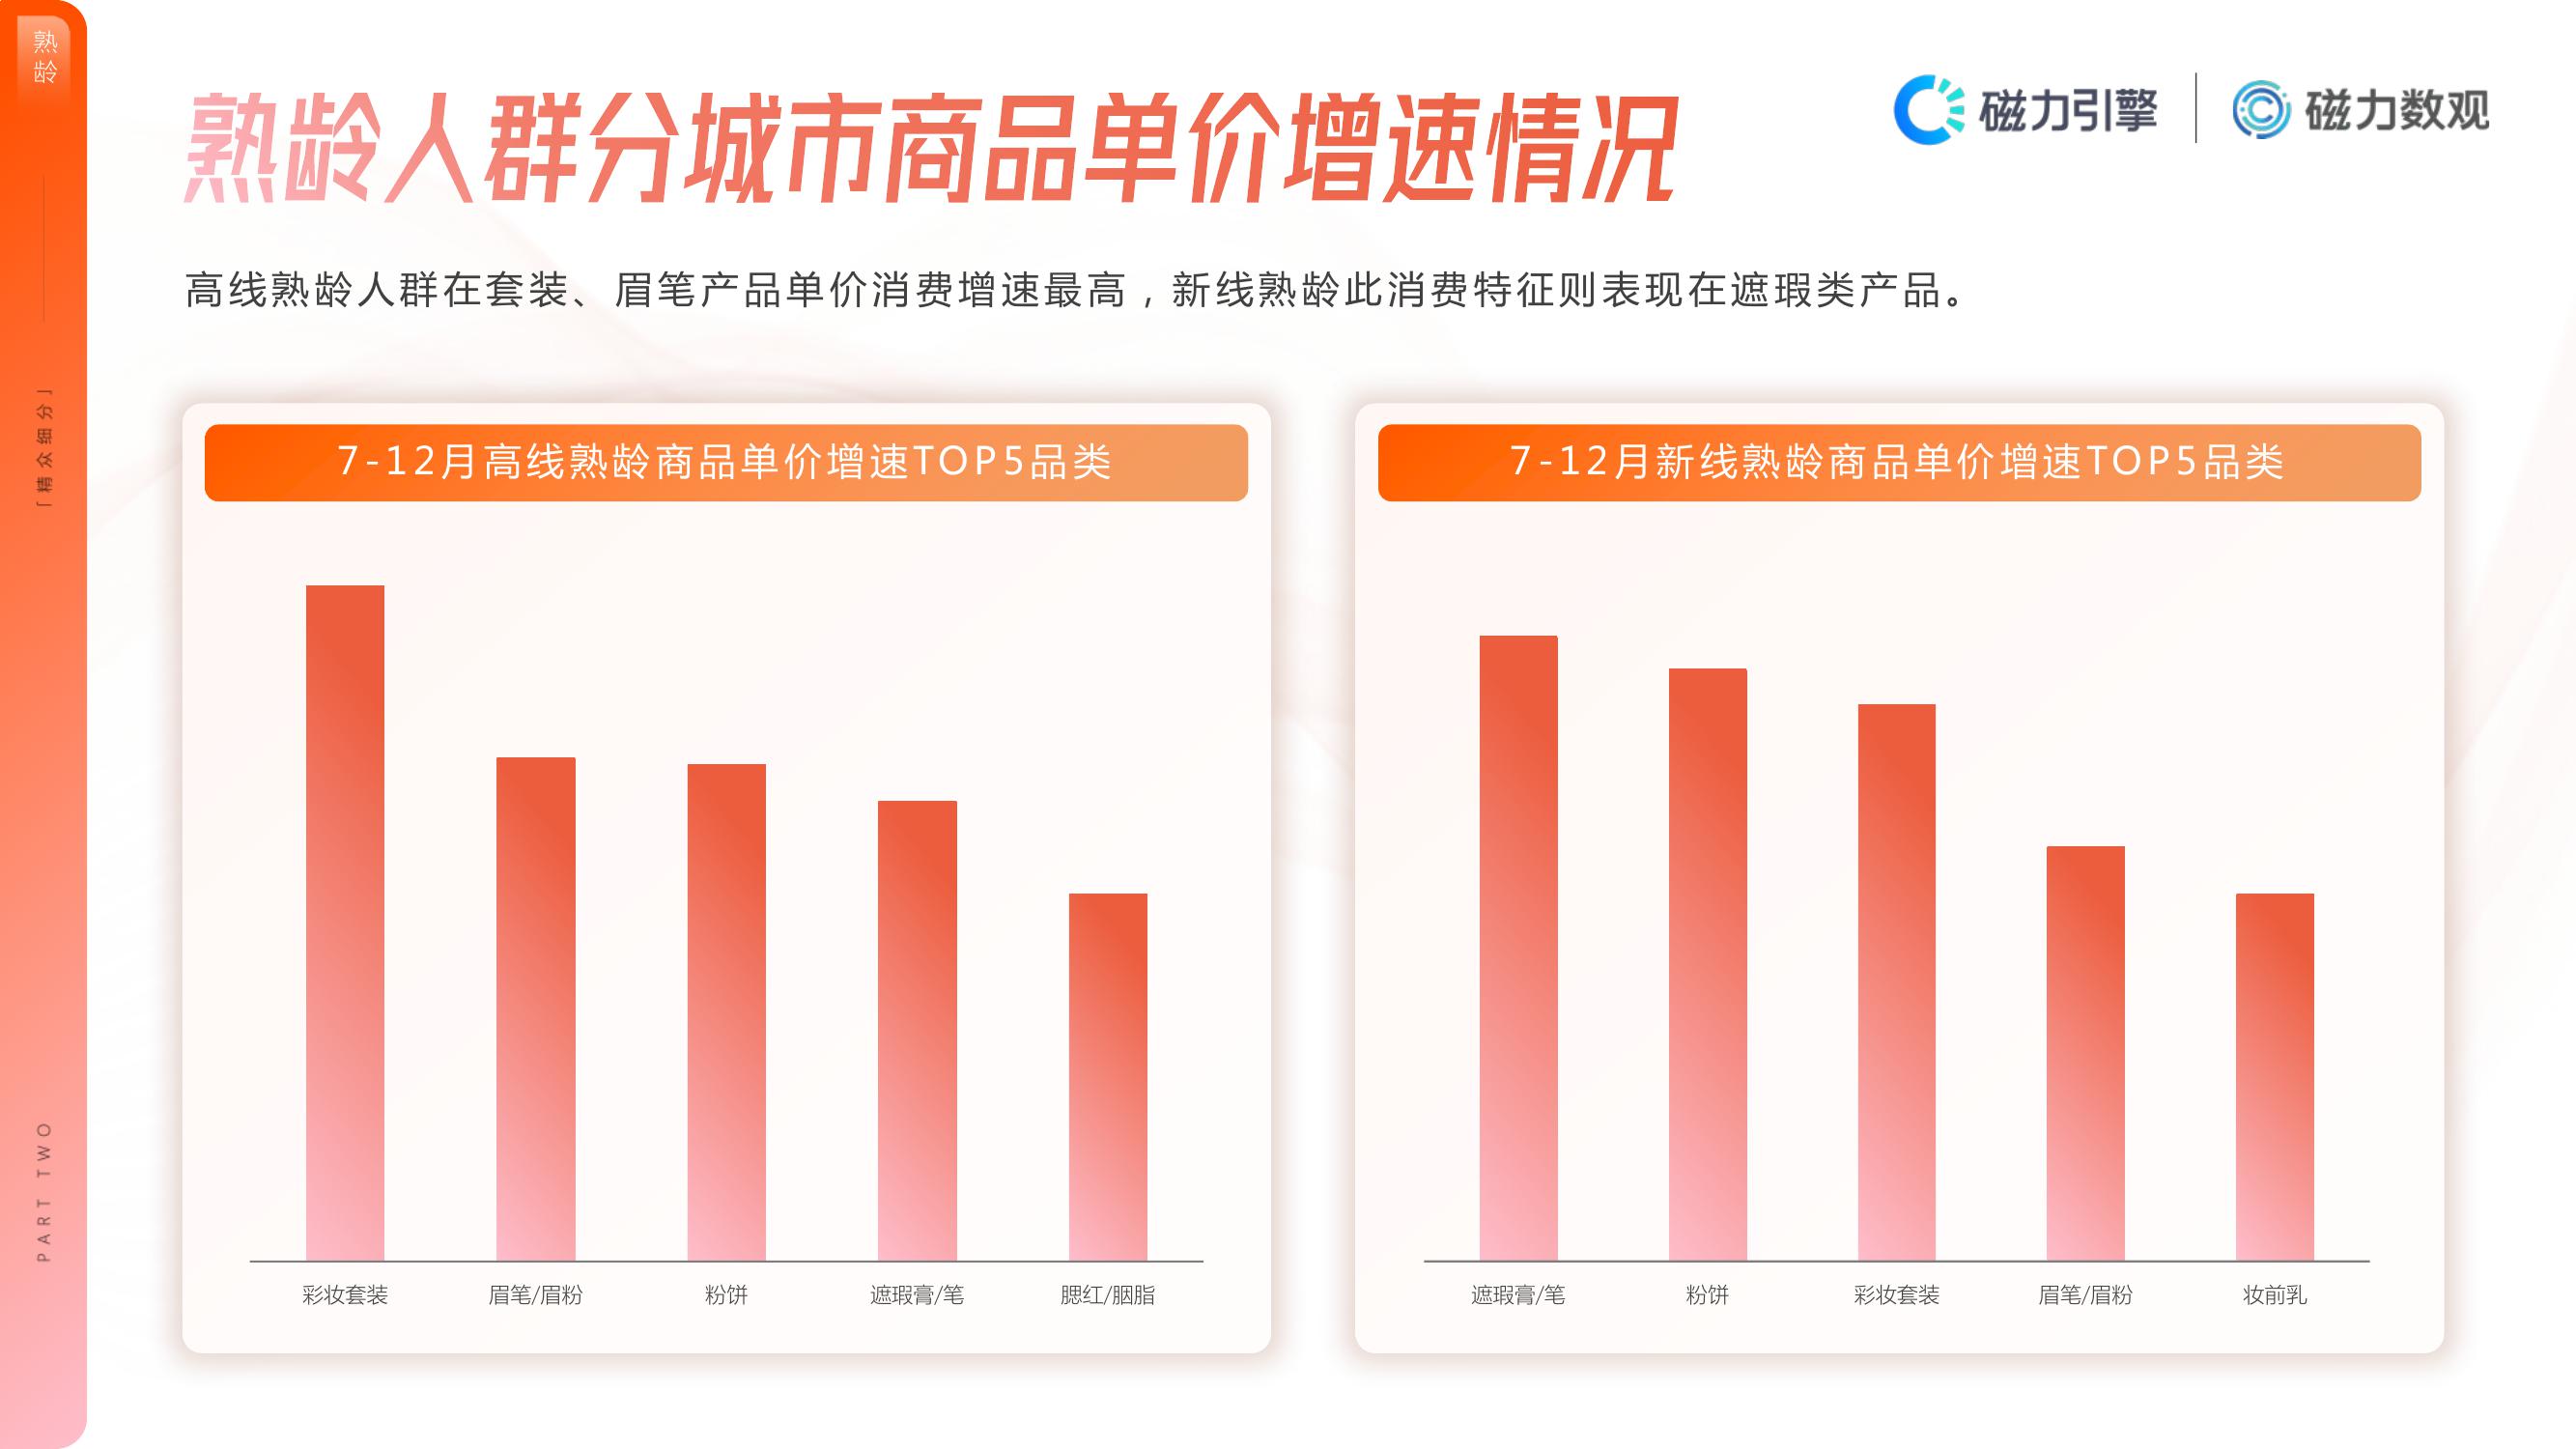 熟龄
「精众细分」
PART TWO
熟龄人群分城市商品单价增速情况
磁力引擎
磁力数观
高线熟龄人群在套装、眉笔产品单价消费增速最高，新线熟龄此消费特征则表现在遮瑕类产品。
7-12月高线熟龄商品单价增速TOP5品类
彩妆套装
眉笔/眉粉
粉饼
遮瑕膏/笔
腮红/胭脂
7-12月新线熟龄商品单价增速TOP5品类
遮瑕膏/笔
粉饼
彩妆套装
眉笔/眉粉
妆前乳